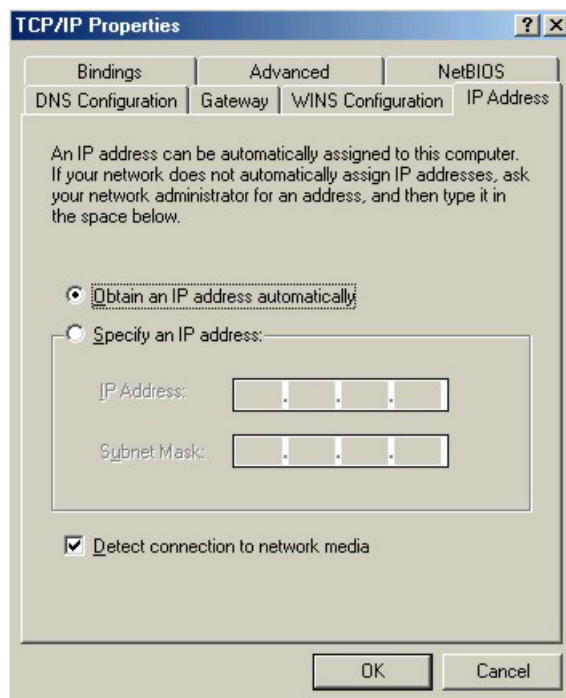 TCP/IP Properties
Bindings Advanced NetBIOS
DNS Configuration Gateway WINS Configuration IP Address
An IP address can be automatically assigned to this computer.
If your network does not automatically assign IP addresses, ask
your network administrator for an address, and then type it in
the space below.
Obtain an IP address automatically
Specify an IP address:
IP Address:
. . .
Subnet Mask:
. . .
Detect connection to network media
OK Cancel